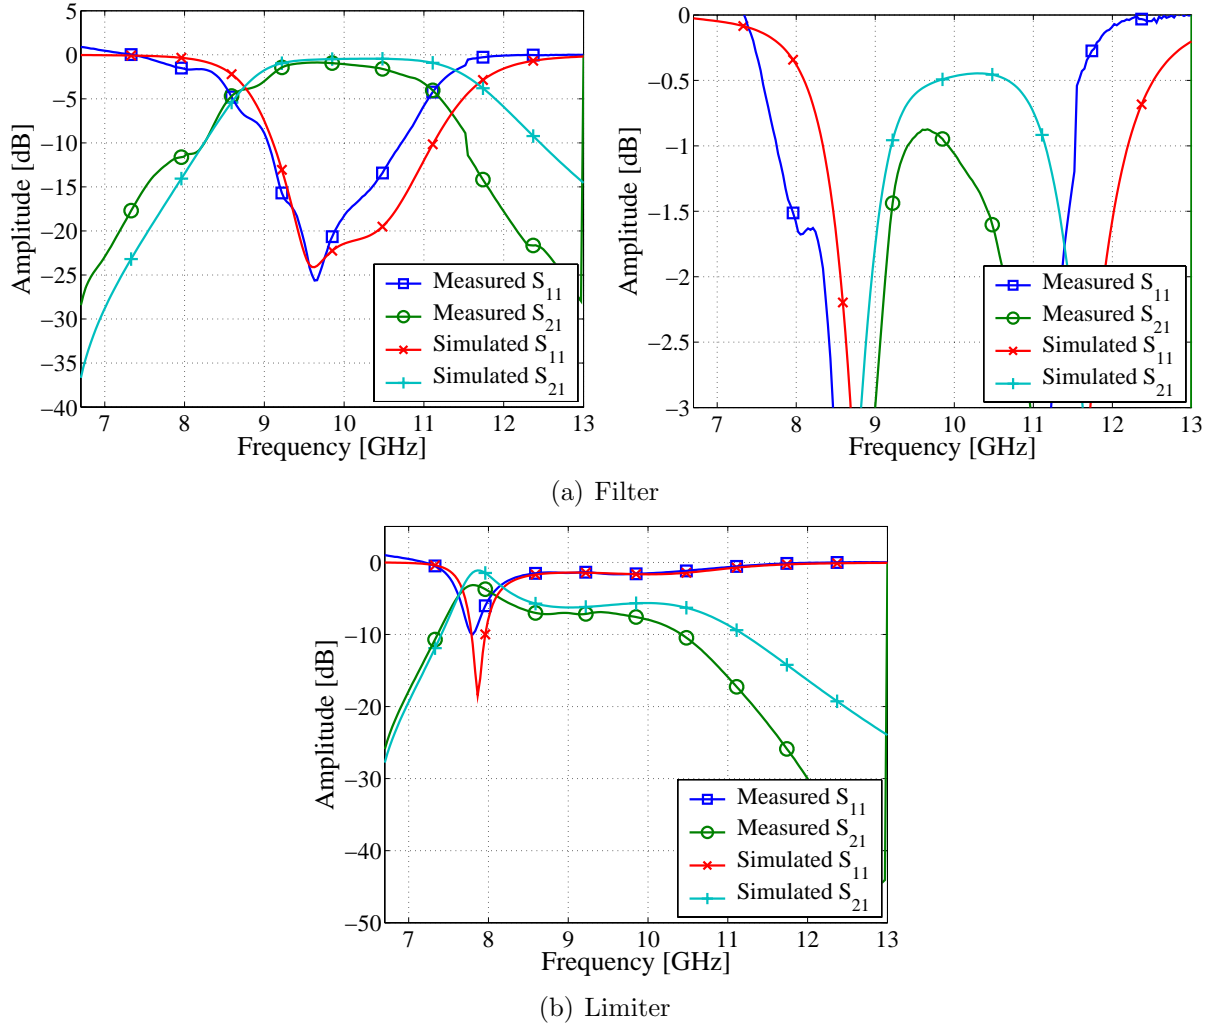 5
0
−5
−10
−15
−20
−25
−30
−35
−40
7 8 9 10 11 12 13
Amplitude [dB]
Frequency [GHz]
Measured S11
Measured S21
Simulated S11
Simulated S21
0
−0.5
−1
−1.5
−2
−2.5
−3
7 8 9 10 11 12 13
Amplitude [dB]
Frequency [GHz]
Measured S11
Measured S21
Simulated S11
Simulated S21
(a) Filter
0
−10
−20
−30
−40
−50
7 8 9 10 11 12 13
Amplitude [dB]
Frequency [GHz]
Measured S11
Measured S21
Simulated S11
Simulated S21
(b) Limiter